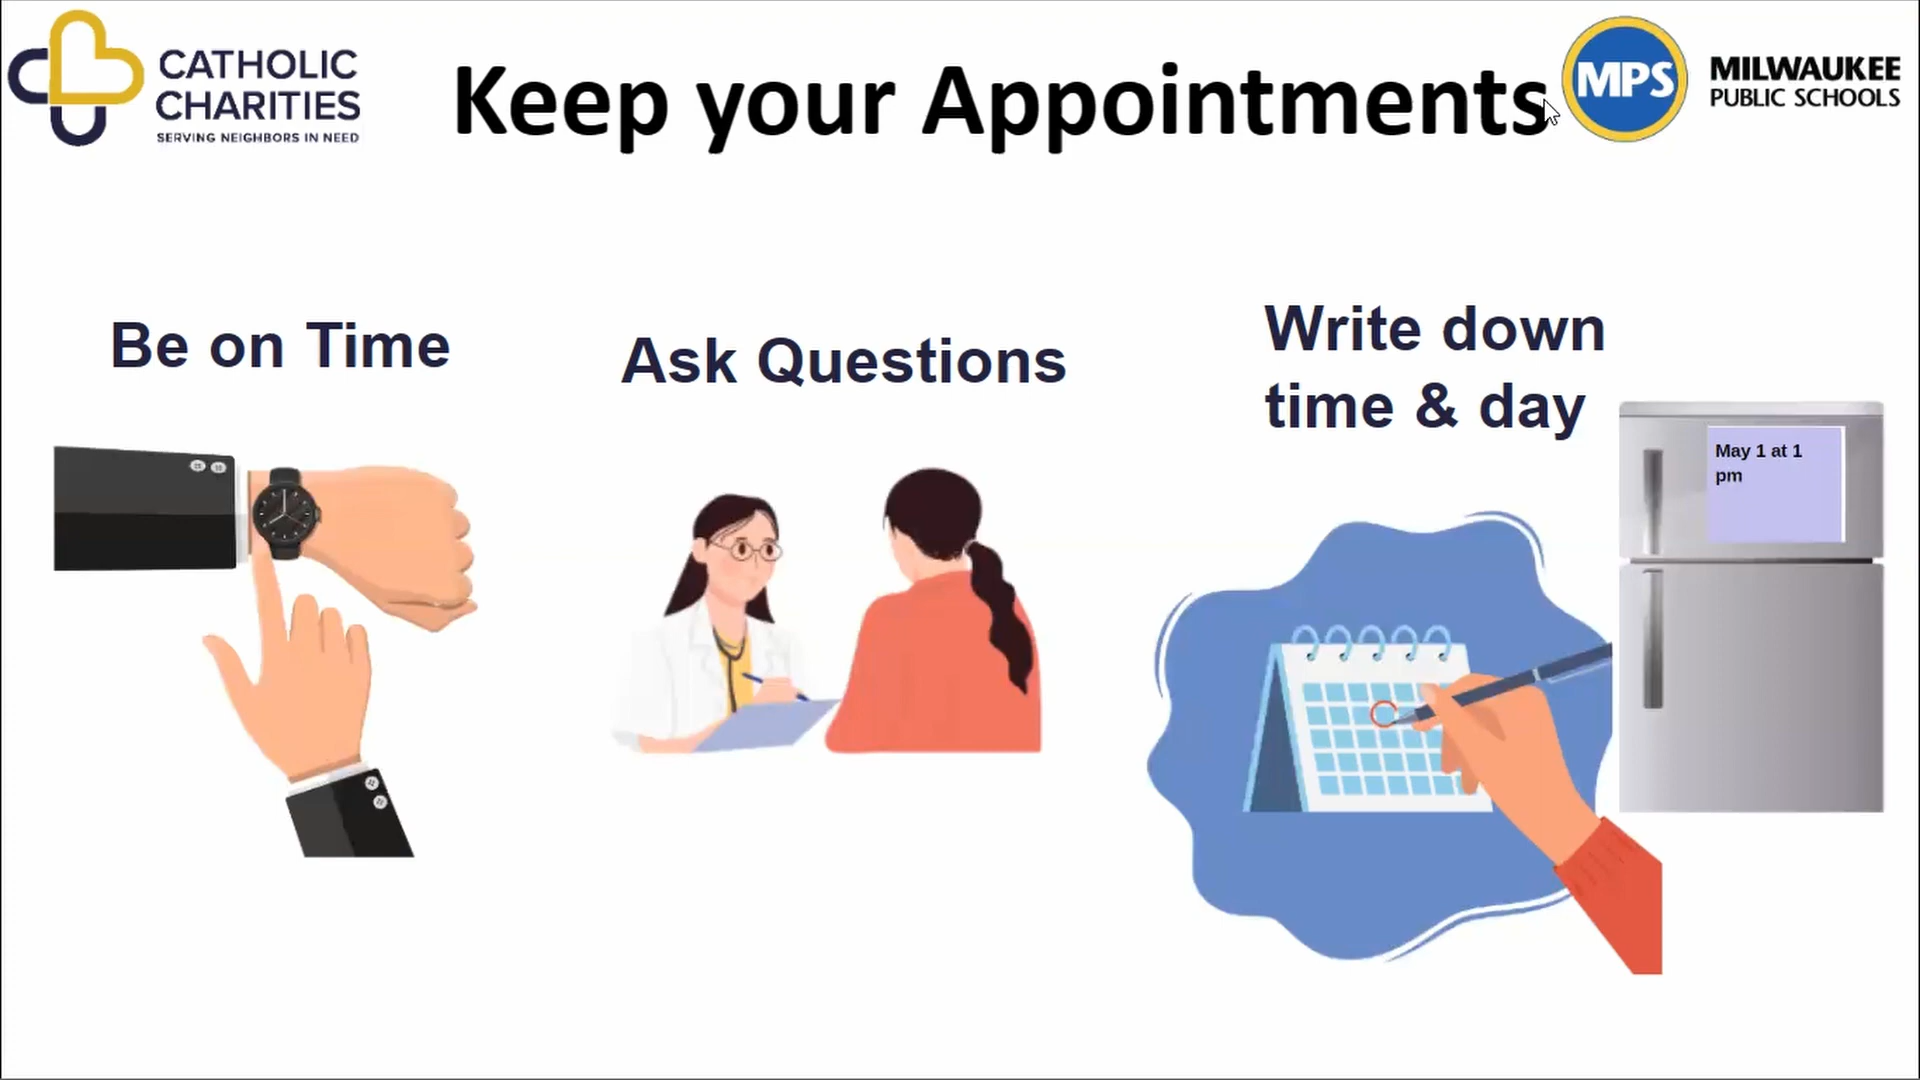 CATHOLIC
CHARITIES
SERVING NEIGHBORS IN NEED
Keep your Appointments
MPS
MILWAUKEE
PUBLIC SCHOOLS
Be on Time
Ask Questions
Write down
time & day
May 1 at 1
pm